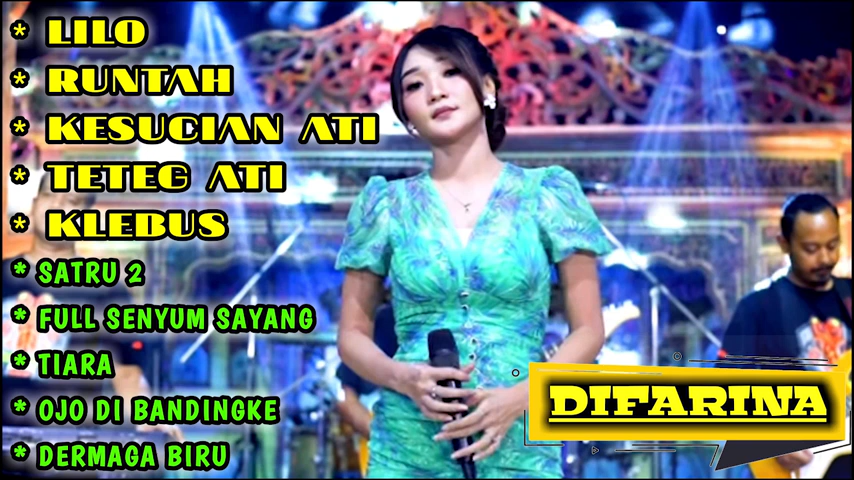 * LILO
* RUNTAH
* KESUCIAN ATI
* TETEG ATI
* KLEBUS
* SATRU 2
* FULL SENYUM SAYANG
* TIARA
* OJO DI BANDINGKE
* DERMAGA BIRU
DIFARINA